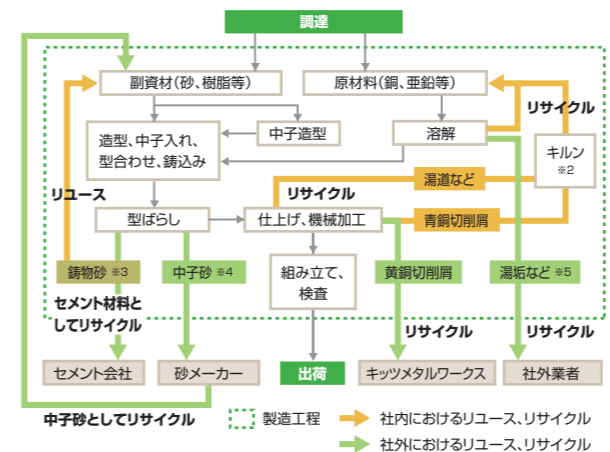 調達
副資材（砂、樹脂等）
原材料（銅、亜鉛等）
リサイクル
造型、中子入れ、
型合わせ、鋳込み
中子造型
溶解
キルン
※2
リユース
リサイクル
湯道など
型ばらし
仕上げ、機械加工
青銅切削屑
鋳物砂 ※3
中子砂 ※4
組み立て、
検査
黄銅切削屑
湯垢など ※5
セメント材料と
してリサイクル
リサイクル
リサイクル
セメント会社
砂メーカー
出荷
キッツメタルワークス
社外業者
中子砂としてリサイクル
製造工程
社内におけるリユース、リサイクル
社外におけるリユース、リサイクル